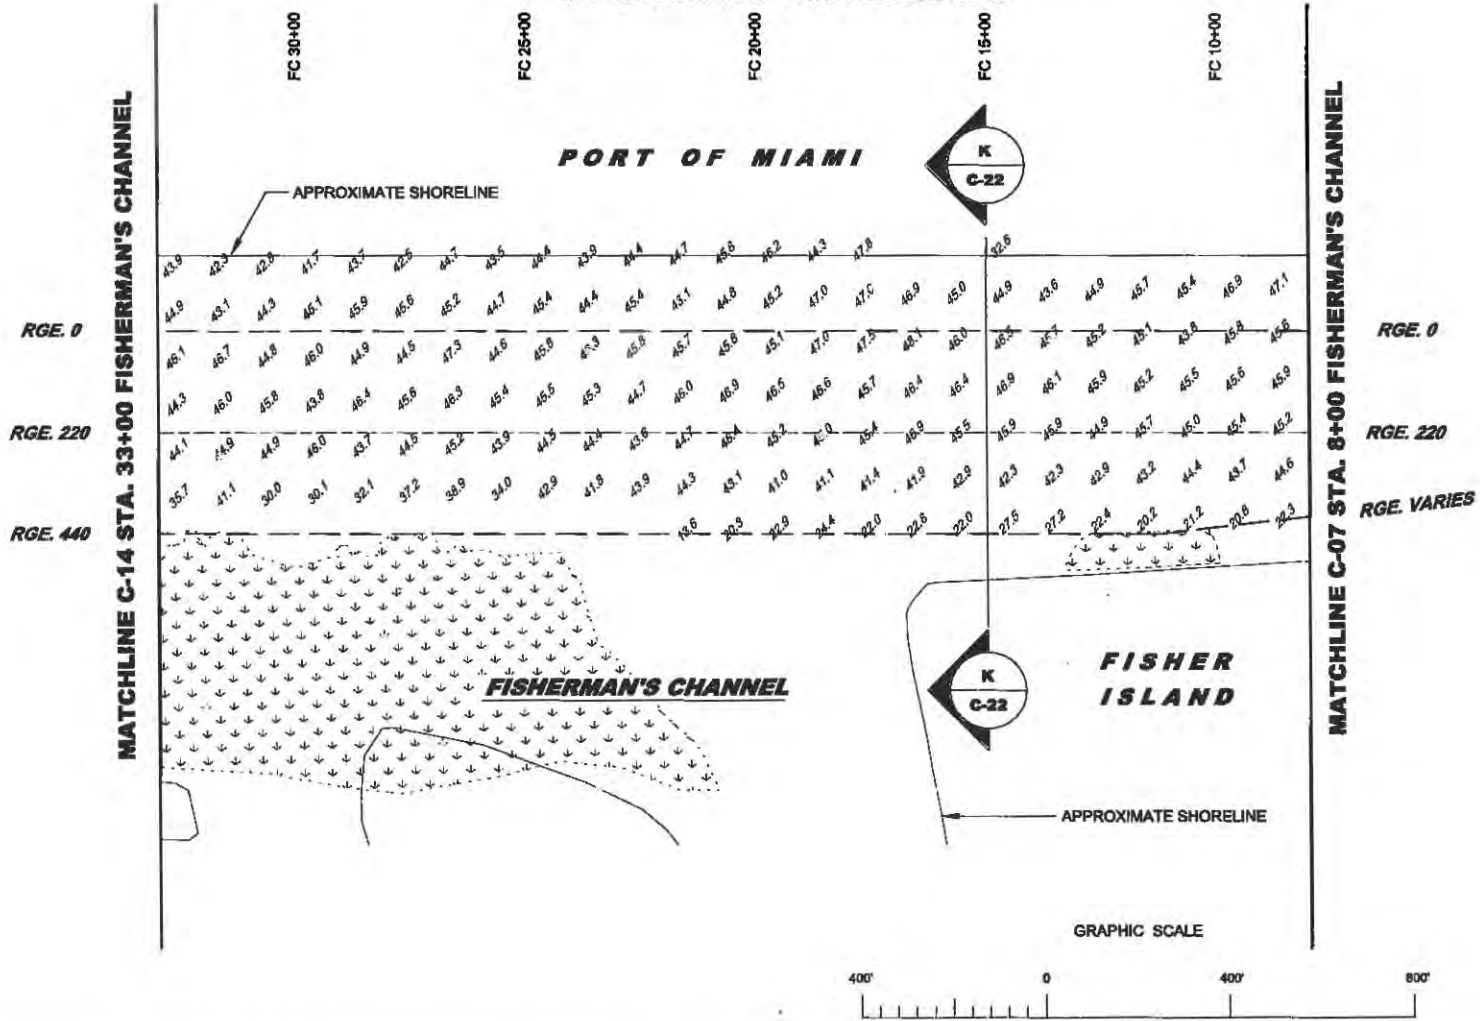 FC 30+00 FC 25+00 FC 20+00 FC 15+00 FC 10+00
MATCHLINE C-14 STA. 33+00 FISHERMAN'S CHANNEL
MATCHLINE C-07 STA. 8+00 FISHERMAN'S CHANNEL
PORT OF MIAMI
K
C-22
APPROXIMATE SHORELINE
43.9 42.3 42.8 41.7 43.7 42.5 44.7 43.5 43.9 44.4 44.7 45.8 46.2 44.3 47.8 32.6
44.9 43.1 44.3 45.1 45.9 45.6 45.2 44.7 45.4 44.4 45.4 43.1 44.8 45.2 47.0 46.9 45.0 44.9 43.6 44.9 45.7 45.4 46.9 47.1
RGE. 0 RGE. 0
46.1 46.7 44.8 46.0 44.9 44.5 47.3 44.6 45.8 45.8 45.7 45.8 45.1 47.0 47.5 48.1 46.0 46.3 45.7 45.2 45.1 43.8 45.8 45.6
44.3 46.0 45.8 43.8 46.4 45.6 46.3 45.4 45.5 45.3 44.7 46.0 46.9 46.5 46.6 45.7 46.4 46.4 46.9 46.1 45.9 45.2 45.5 45.6 45.9
RGE. 220 RGE. 220
44.1 44.9 44.9 46.0 43.7 44.5 45.2 43.9 44.5 44.4 43.6 44.7 45.4 45.2 45.4 46.9 45.5 45.9 45.9 44.9 45.7 45.0 45.4 45.2
35.7 41.1 30.0 30.1 32.1 37.2 38.9 34.0 42.9 41.8 43.9 44.3 43.1 41.0 41.1 41.4 41.9 42.9 42.3 42.3 42.9 43.2 44.4 43.7 44.6
RGE. VARIES
RGE. 440
20.3 22.9 24.4 22.0 22.8 22.0 27.5 27.2 22.4 20.2 21.2 20.8 22.3
FISHERMAN'S CHANNEL
K
C-22
FISHER
ISLAND
APPROXIMATE SHORELINE
GRAPHIC SCALE
400' 0 400' 800'